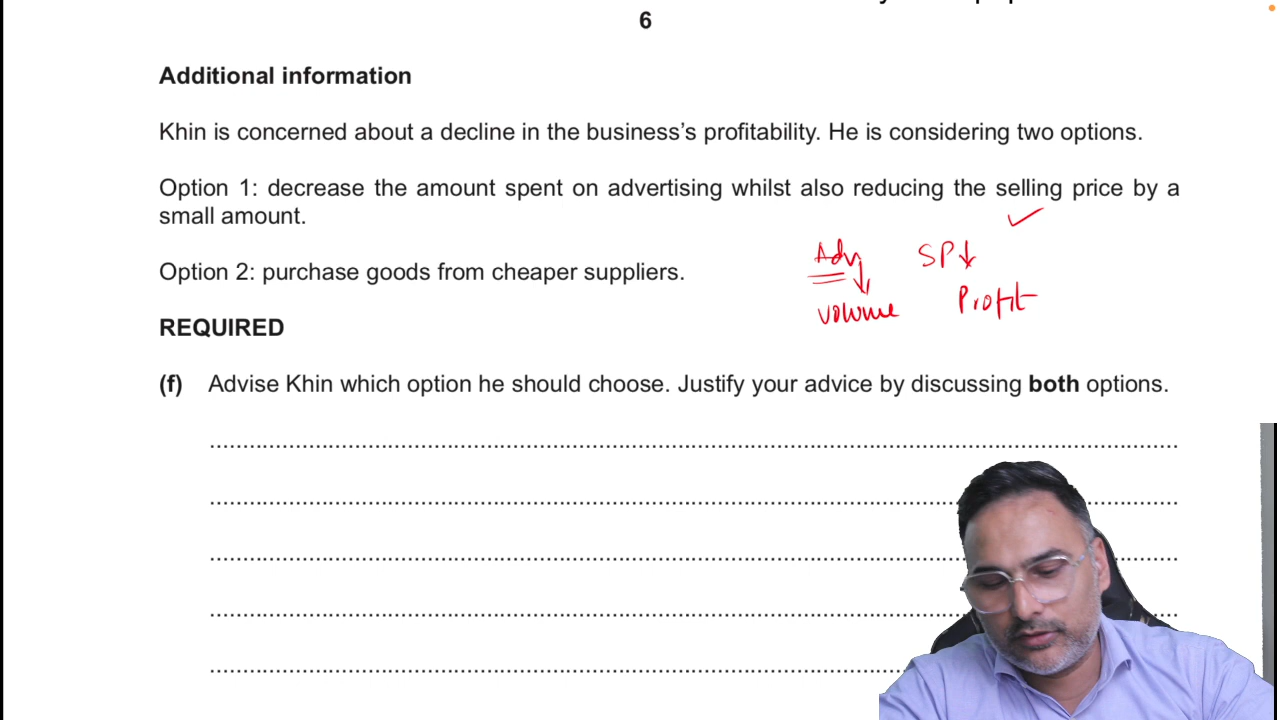 6
Additional information
Khin is concerned about a decline in the business's profitability. He is considering two options.
Option 1: decrease the amount spent on advertising whilst also reducing the selling price by a
small amount.
Adv SP↓
Option 2: purchase goods from cheaper suppliers.
volume Profit
REQUIRED
(f) Advise Khin which option he should choose. Justify your advice by discussing both options.